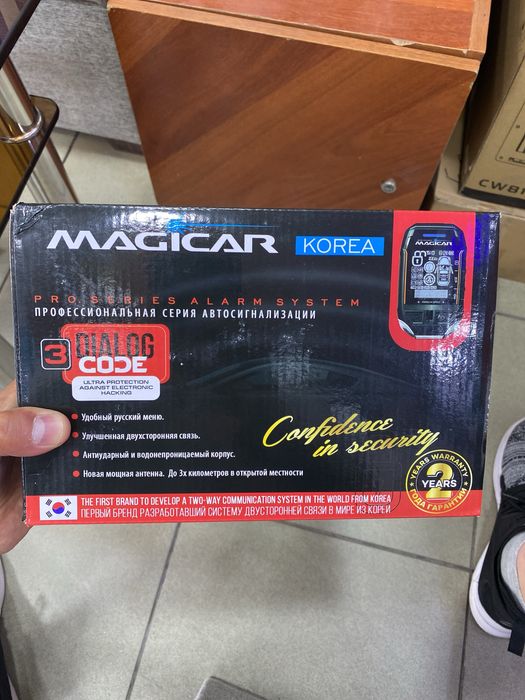 MAGICAR
KOREA
MAGICAR
PRO SERIES ALARM SYSTEM
ПРОФЕССИОНАЛЬНАЯ СЕРИЯ АВТОСИГНАЛИЗАЦИИ
3 DIALOG
CODE
ULTRA PROTECTION
AGAINST ELECTRONIC
HACKING
• Удобный русский меню.
• Улучшенная двухсторонняя связь.
• Антиударный и водонепроницаемый корпус.
• Новая мощная антенна. До 3х километров в открытой местности
Confidence
in security
YEARS WARRANTY
2
YEARS
ГОДА ГАРАНТИИ
THE FIRST BRAND TO DEVELOP A TWO-WAY COMMUNICATION SYSTEM IN THE WORLD FROM KOREA
ПЕРВЫЙ БРЕНД РАЗРАБОТАВШИЙ СИСТЕМУ ДВУСТОРОННЕЙ СВЯЗИ В МИРЕ ИЗ КОРЕИ